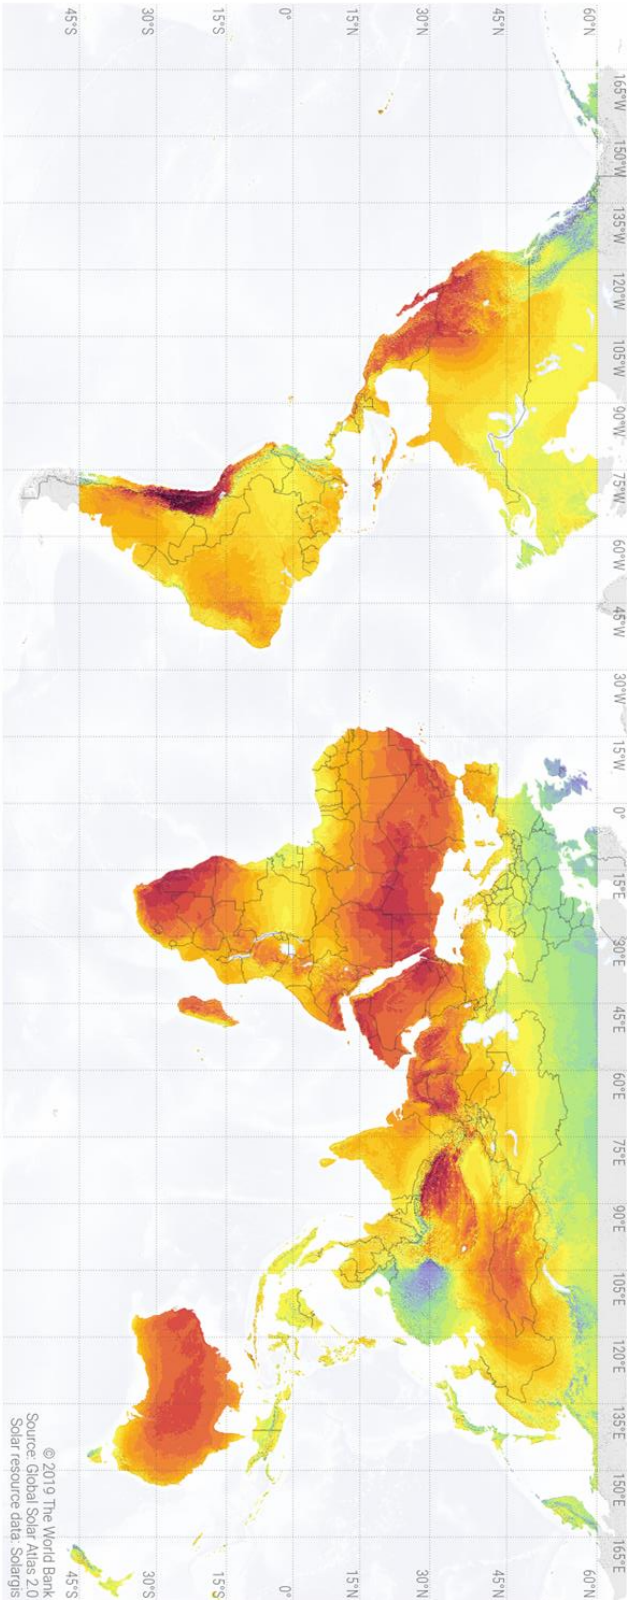 165°W 150°W 135°W 120°W 105°W 90°W 75°W 60°W 45°W 30°W 15°W 0° 15°E 30°E 45°E 60°E 75°E 90°E 105°E 120°E 135°E 150°E 165°E
60°N 60°N
45°N 45°N
30°N 30°N
15°N 15°N
0° 0°
15°S 15°S
30°S 30°S
45°S 45°S
© 2019 The World Bank
Source: Global Solar Atlas 2.0
Solar resource data: Solargis